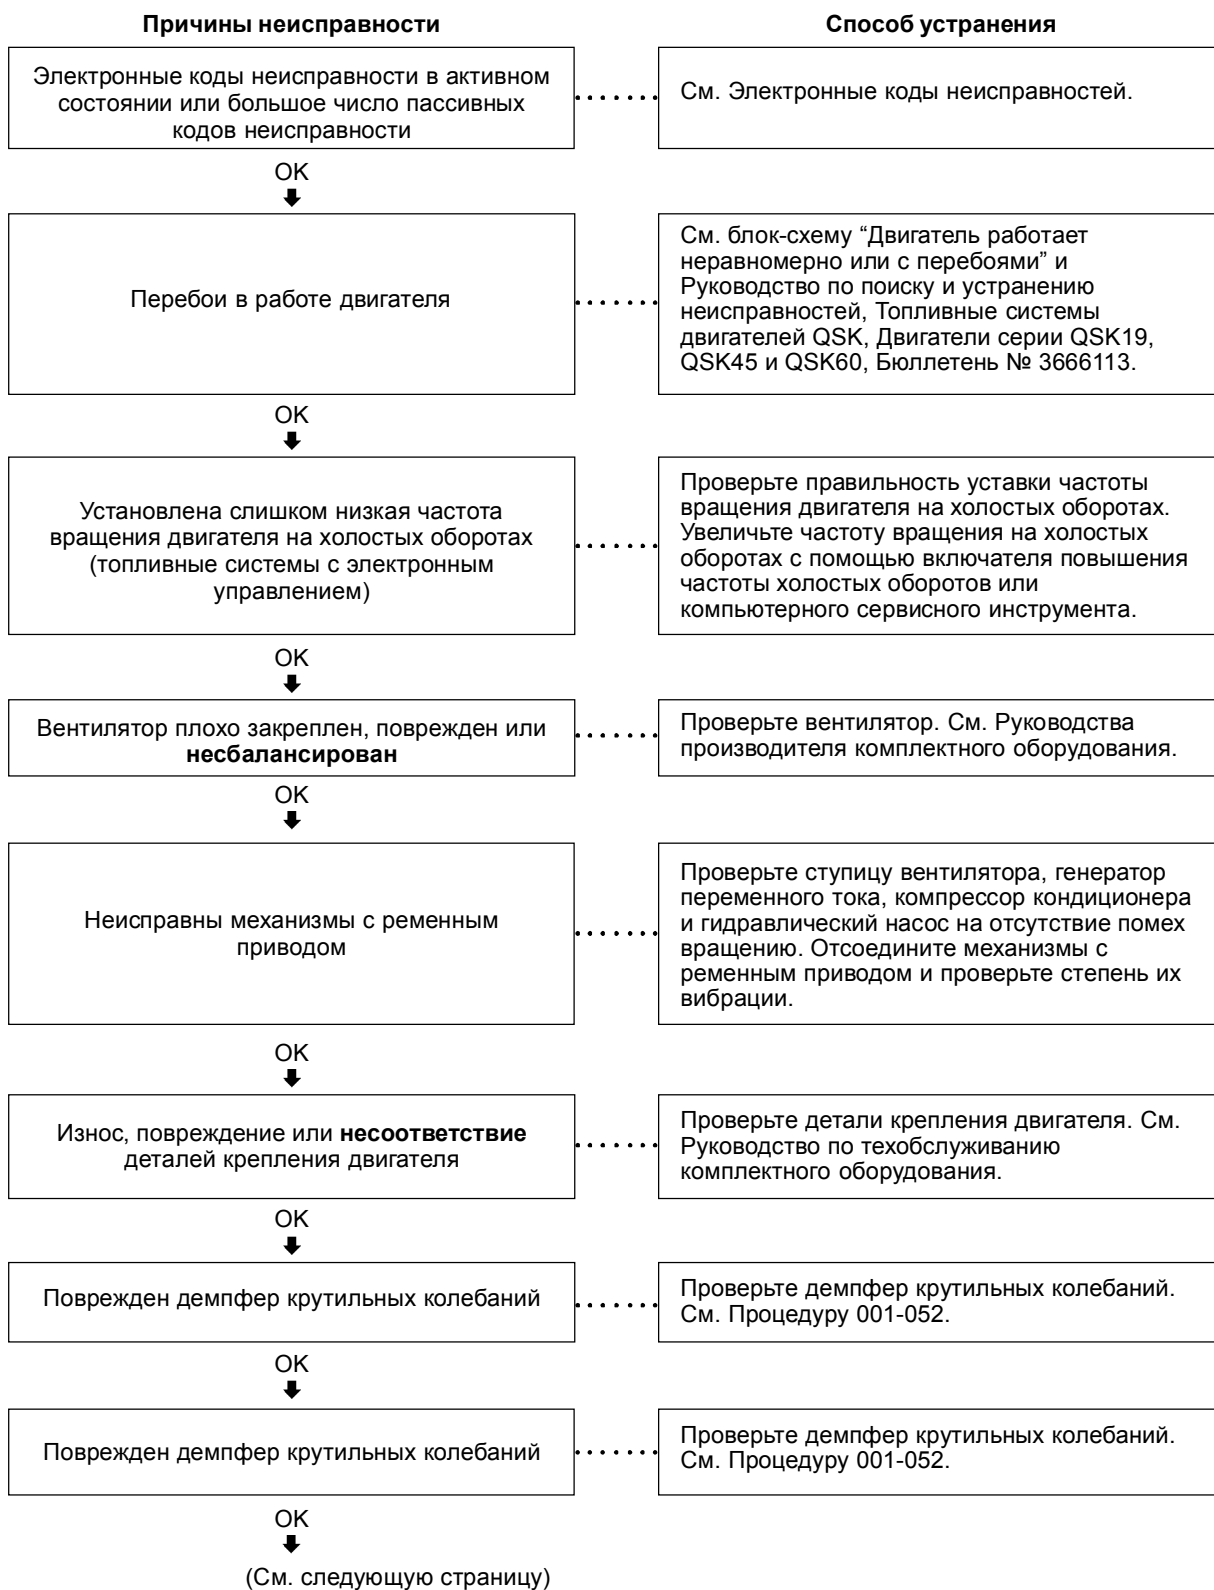 Причины неисправности
Способ устранения
Электронные коды неисправности в активном
состоянии или большое число пассивных
кодов неисправности
См. Электронные коды неисправностей.
OK
Перебои в работе двигателя
См. блок-схему “Двигатель работает
неравномерно или с перебоями” и
Руководство по поиску и устранению
неисправностей, Топливные системы
двигателей QSK, Двигатели серии QSK19,
QSK45 и QSK60, Бюллетень № 3666113.
OK
Установлена слишком низкая частота
вращения двигателя на холостых оборотах
(топливные системы с электронным
управлением)
Проверьте правильность уставки частоты
вращения двигателя на холостых оборотах.
Увеличьте частоту вращения на холостых
оборотах с помощью включателя повышения
частоты холостых оборотов или
компьютерного сервисного инструмента.
OK
Вентилятор плохо закреплен, поврежден или
несбалансирован
Проверьте вентилятор. См. Руководства
производителя комплектного оборудования.
OK
Неисправны механизмы с ременным
приводом
Проверьте ступицу вентилятора, генератор
переменного тока, компрессор кондиционера
и гидравлический насос на отсутствие помех
вращению. Отсоедините механизмы с
ременным приводом и проверьте степень их
вибрации.
OK
Износ, повреждение или несоответствие
деталей крепления двигателя
Проверьте детали крепления двигателя. См.
Руководство по техобслуживанию
комплектного оборудования.
OK
Поврежден демпфер крутильных колебаний
Проверьте демпфер крутильных колебаний.
См. Процедуру 001-052.
OK
Поврежден демпфер крутильных колебаний
Проверьте демпфер крутильных колебаний.
См. Процедуру 001-052.
OK
(См. следующую страницу)